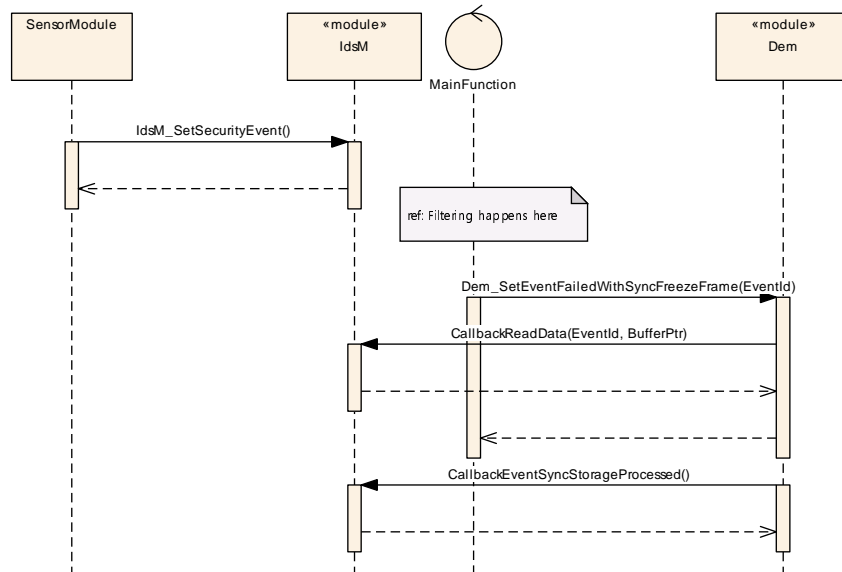 SensorModule
«module»
IdsM
MainFunction
«module»
Dem
IdsM_SetSecurityEvent()
ref: Filtering happens here
Dem_SetEventFailedWithSyncFreezeFrame(EventId)
CallbackReadData(EventId, BufferPtr)
CallbackEventSyncStorageProcessed()